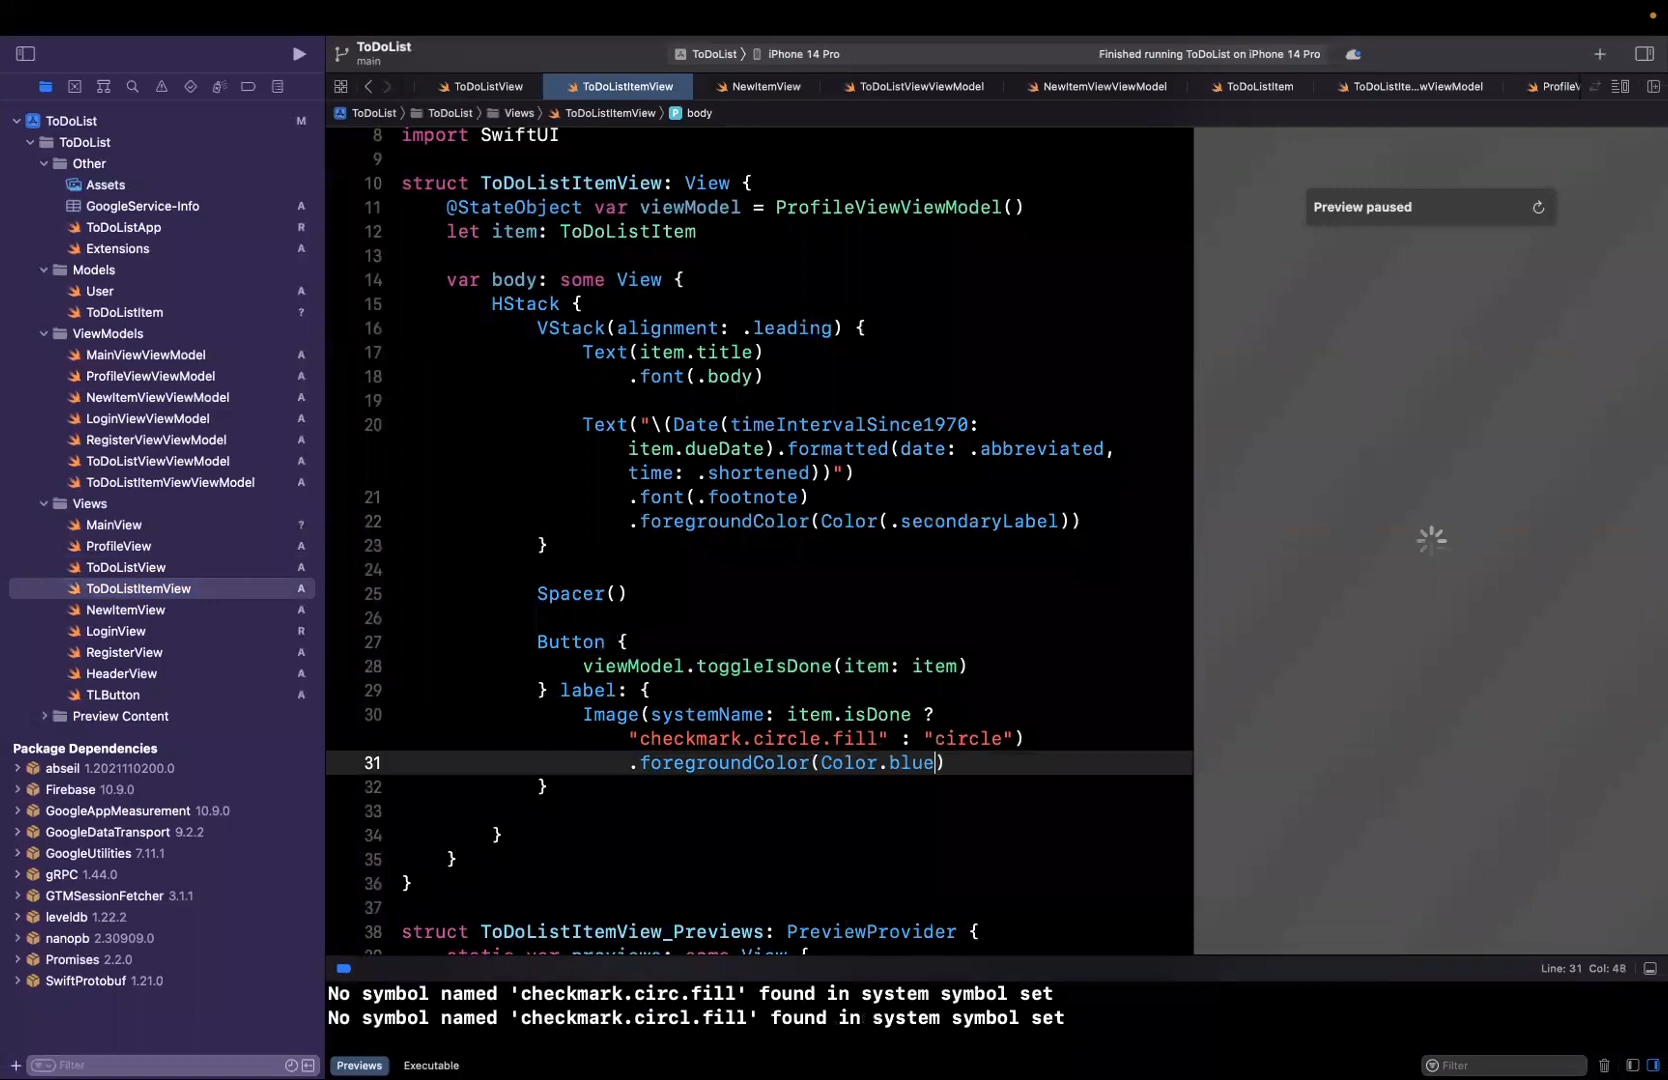 ToDoList
main
ToDoList
iPhone 14 Pro
Finished running ToDoList on iPhone 14 Pro
ToDoListView
ToDoListItemView
NewItemView
ToDoListViewViewModel
NewItemViewViewModel
ToDoListItem
ToDoListIte...wViewModel
ProfileV
ToDoList
ToDoList
Views
ToDoListItemView
P
body
ToDoList M
ToDoList
Other
Assets
GoogleService-Info A
ToDoListApp R
Extensions A
Models
User A
ToDoListItem ?
ViewModels
MainViewViewModel A
ProfileViewViewModel A
NewItemViewViewModel A
LoginViewViewModel A
RegisterViewViewModel A
ToDoListViewViewModel A
ToDoListItemViewViewModel A
Views
MainView ?
ProfileView A
ToDoListView A
ToDoListItemView A
NewItemView A
LoginView R
RegisterView A
HeaderView A
TLButton A
Preview Content
Package Dependencies
abseil 1.2021110200.0
Firebase 10.9.0
GoogleAppMeasurement 10.9.0
GoogleDataTransport 9.2.2
GoogleUtilities 7.11.1
gRPC 1.44.0
GTMSessionFetcher 3.1.1
leveldb 1.22.2
nanopb 2.30909.0
Promises 2.2.0
SwiftProtobuf 1.21.0
Filter
8 import SwiftUI
9
10 struct ToDoListItemView: View {
11 @StateObject var viewModel = ProfileViewViewModel()
12 let item: ToDoListItem
13
14 var body: some View {
15 HStack {
16 VStack(alignment: .leading) {
17 Text(item.title)
18 .font(.body)
19
20 Text("\(Date(timeIntervalSince1970:
item.dueDate).formatted(date: .abbreviated,
time: .shortened))")
21 .font(.footnote)
22 .foregroundColor(Color(.secondaryLabel))
23 }
24
25 Spacer()
26
27 Button {
28 viewModel.toggleIsDone(item: item)
29 } label: {
30 Image(systemName: item.isDone ?
"checkmark.circle.fill" : "circle")
31 .foregroundColor(Color.blue)
32 }
33
34 }
35 }
36 }
37
38 struct ToDoListItemView_Previews: PreviewProvider {
39 static var previews: some View {
Preview paused
Line: 31 Col: 48
No symbol named 'checkmark.circ.fill' found in system symbol set
No symbol named 'checkmark.circl.fill' found in system symbol set
Previews
Executable
Filter